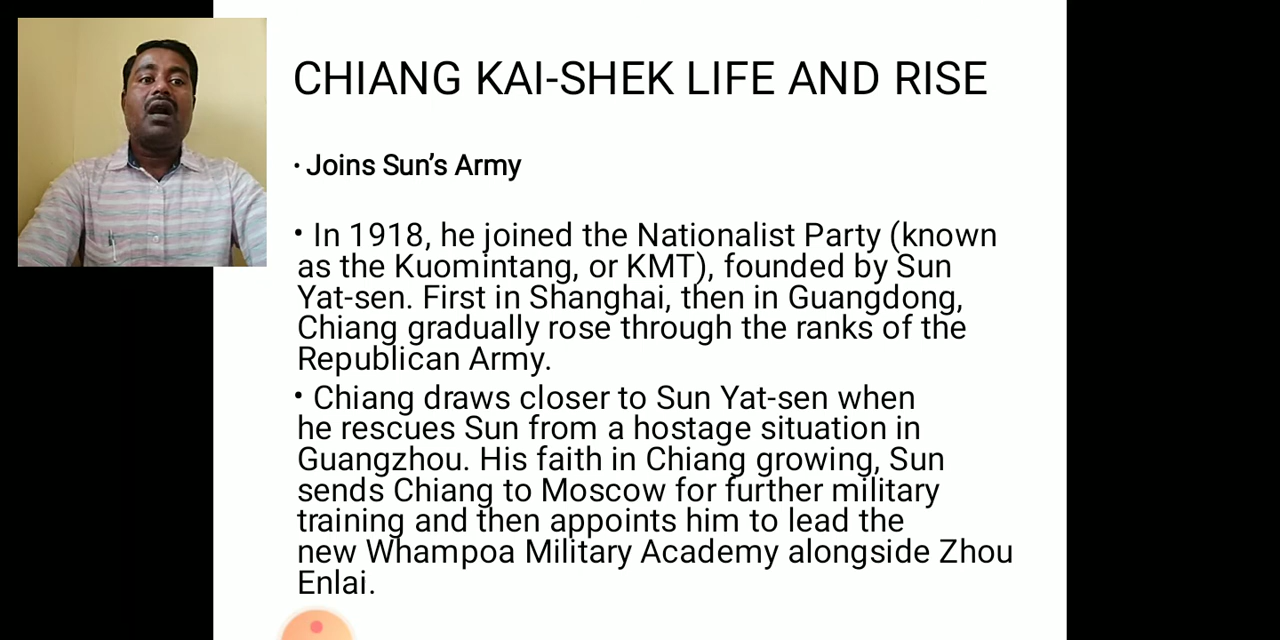 CHIANG KAI-SHEK LIFE AND RISE
• Joins Sun’s Army
• In 1918, he joined the Nationalist Party (known
as the Kuomintang, or KMT), founded by Sun
Yat-sen. First in Shanghai, then in Guangdong,
Chiang gradually rose through the ranks of the
Republican Army.
• Chiang draws closer to Sun Yat-sen when
he rescues Sun from a hostage situation in
Guangzhou. His faith in Chiang growing, Sun
sends Chiang to Moscow for further military
training and then appoints him to lead the
new Whampoa Military Academy alongside Zhou
Enlai.